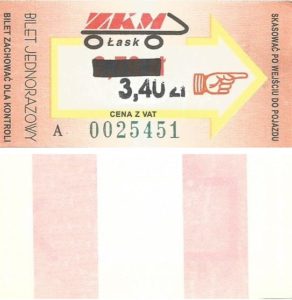 BILET JEDNORAZOWY
BILET ZACHOWAĆ DLA KONTROLI
ZKM
Łask
3,40 zł
CENA Z VAT
A 0025451
SKASOWAĆ PO WEJŚCIU DO POJAZDU